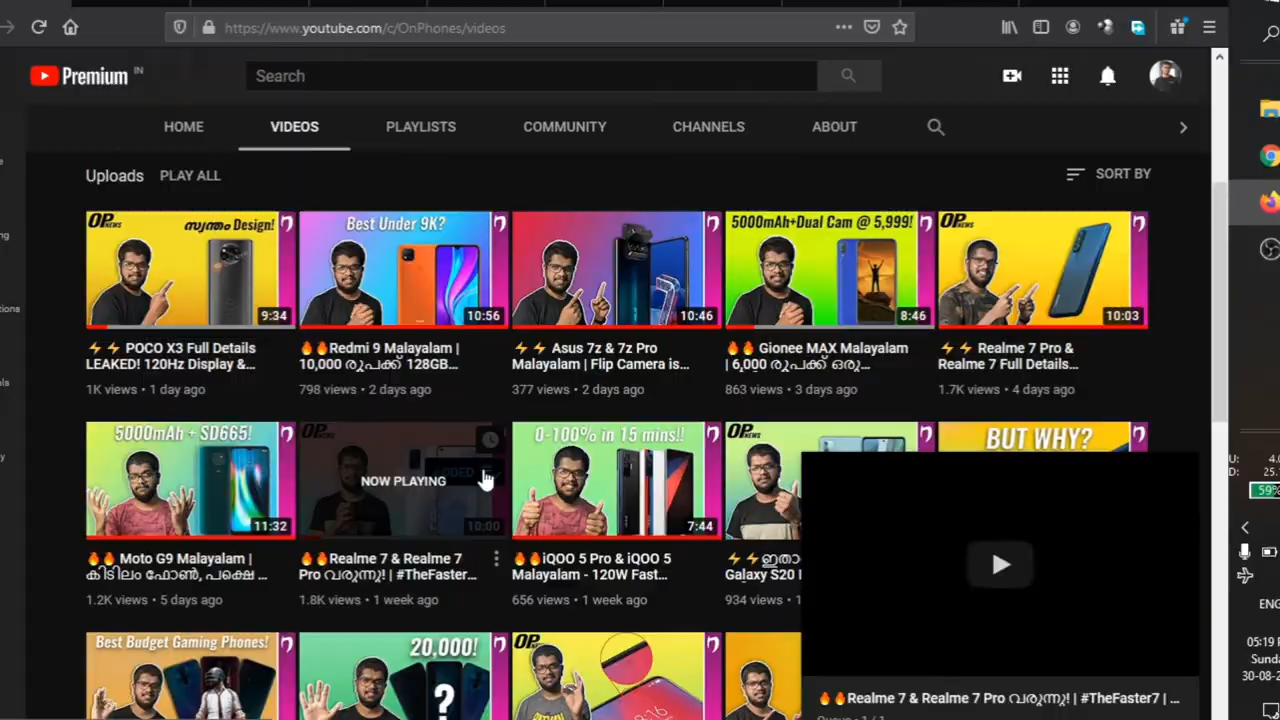 https://www.youtube.com/c/OnPhones/videos
Premium IN
Search
HOME
VIDEOS
PLAYLISTS
COMMUNITY
CHANNELS
ABOUT
Uploads PLAY ALL
SORT BY
OP NEWS
സ്വന്തം Design!
9:34
Best Under 9K?
10:56
10:46
5000mAh+Dual Cam @ 5,999!
8:46
OP NEWS
10:03
⚡⚡ POCO X3 Full Details
LEAKED! 120Hz Display &...
1K views • 1 day ago
🔥🔥Redmi 9 Malayalam |
10,000 രൂപക്ക് 128GB...
798 views • 2 days ago
⚡⚡ Asus 7z & 7z Pro
Malayalam | Flip Camera is...
377 views • 2 days ago
🔥🔥 Gionee MAX Malayalam
| 6,000 രൂപക്ക് ഒരു...
863 views • 3 days ago
⚡⚡ Realme 7 Pro &
Realme 7 Full Details...
1.7K views • 4 days ago
5000mAh + SD665!
11:32
OP NEWS
NOW PLAYING
10:00
0-100% in 15 mins!!
7:44
OP NEWS
BUT WHY?
🔥🔥 Moto G9 Malayalam |
കിടിലം ഫോൺ, പക്ഷെ ...
1.2K views • 5 days ago
🔥🔥Realme 7 & Realme 7
Pro വരുന്നു! | #TheFaster...
1.8K views • 1 week ago
🔥🔥iQOO 5 Pro & iQOO 5
Malayalam - 120W Fast...
656 views • 1 week ago
Galaxy S20
934 views •
Best Budget Gaming Phones!
20,000!
?
OP NEWS
🔥🔥Realme 7 & Realme 7 Pro വരുന്നു! | #TheFaster7 | ...
59%
ENG
05:19
30-08-2